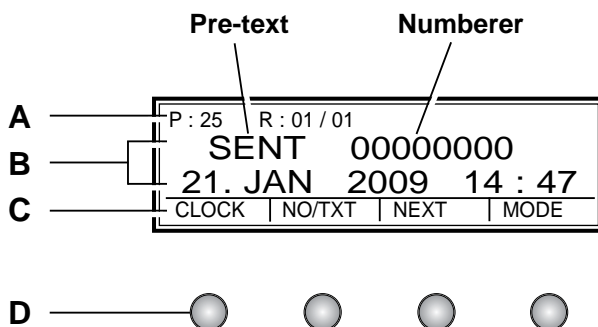 Pre-text Numberer
A P : 25 R : 01 / 01
B SENT 00000000
21. JAN 2009 14 : 47
C CLOCK NO/TXT NEXT MODE
D